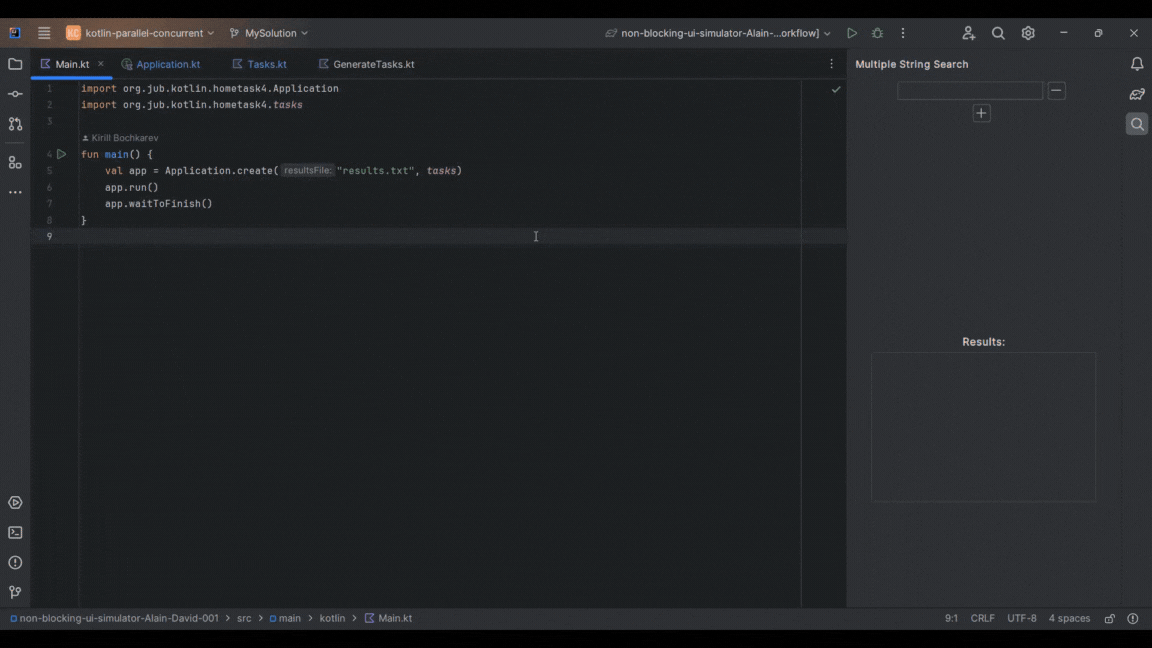 KC kotlin-parallel-concurrent MySolution non-blocking-ui-simulator-Alain-...orkflow]
Main.kt Application.kt Tasks.kt GenerateTasks.kt
Multiple String Search
1 import org.jub.kotlin.hometask4.Application
2 import org.jub.kotlin.hometask4.tasks
3
Kirill Bochkarev
4 fun main() {
5 val app = Application.create( resultsFile: "results.txt", tasks)
6 app.run()
7 app.waitToFinish()
8 }
9
Results:
non-blocking-ui-simulator-Alain-David-001 > src > main > kotlin > Main.kt
9:1 CRLF UTF-8 4 spaces